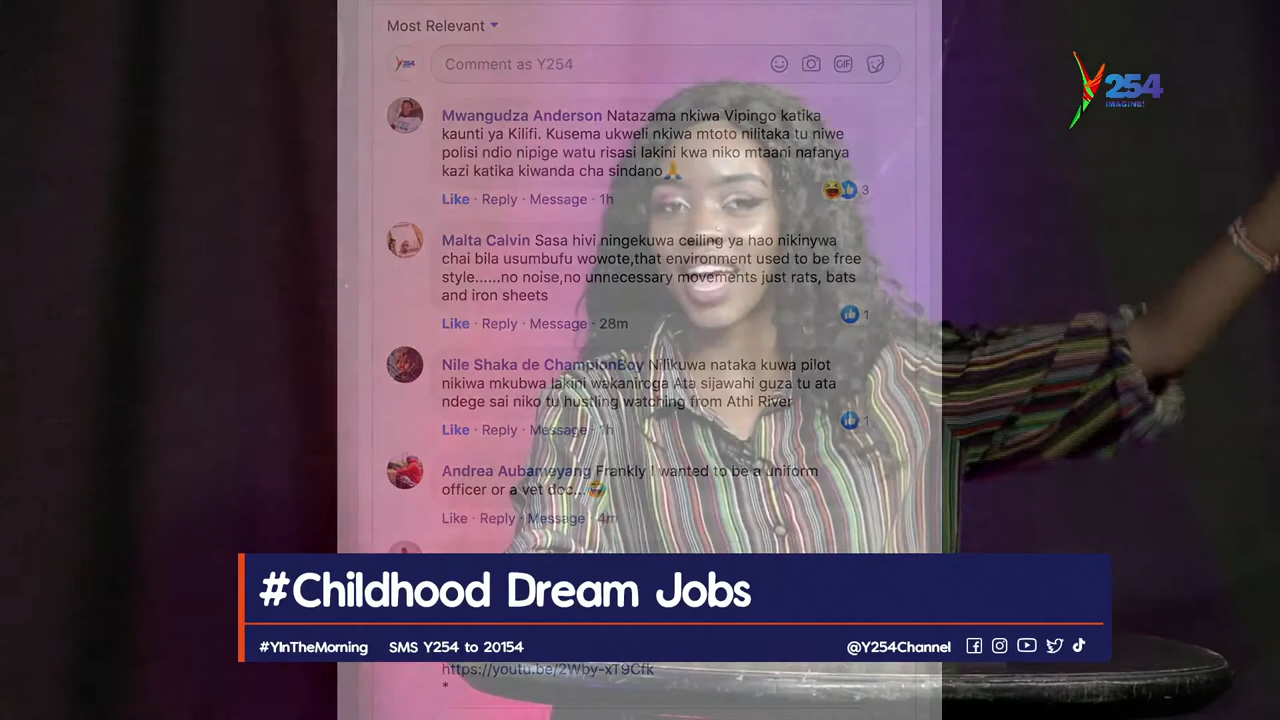 Most Relevant
Y254
Comment as Y254
GIF
254
IMAGINE!
Mwangudza Anderson Natazama nkiwa Vipingo katika
kaunti ya Kilifi. Kusema ukweli nkiwa mtoto nilitaka tu niwe
polisi ndio nipige watu risasi lakini kwa niko mtaani nafanya
kazi katika kiwanda cha sindano🙏
Like · Reply · Message · 1h
3
Malta Calvin Sasa hivi ningekuwa ceiling ya hao nikinywa
chai bila usumbufu wowote,that environment used to be free
style......no noise,no unnecessary movements just rats, bats
and iron sheets
Like · Reply · Message · 28m
1
Nile Shaka de ChampionBoy Nilikuwa nataka kuwa pilot
nikiwa mkubwa lakini wakaniroga Ata sijawahi guza tu ata
ndege sai niko tu hustling watching from Athi River
Like · Reply · Message · 1h
1
Andrea Aubameyang Frankly I wanted to be a uniform
officer or a vet doc...🤣
Like · Reply · Message · 4m
#Childhood Dream Jobs
#YInTheMorning SMS Y254 to 20154
@Y254Channel
https://youtu.be/2Wby-xT9Cfk
*